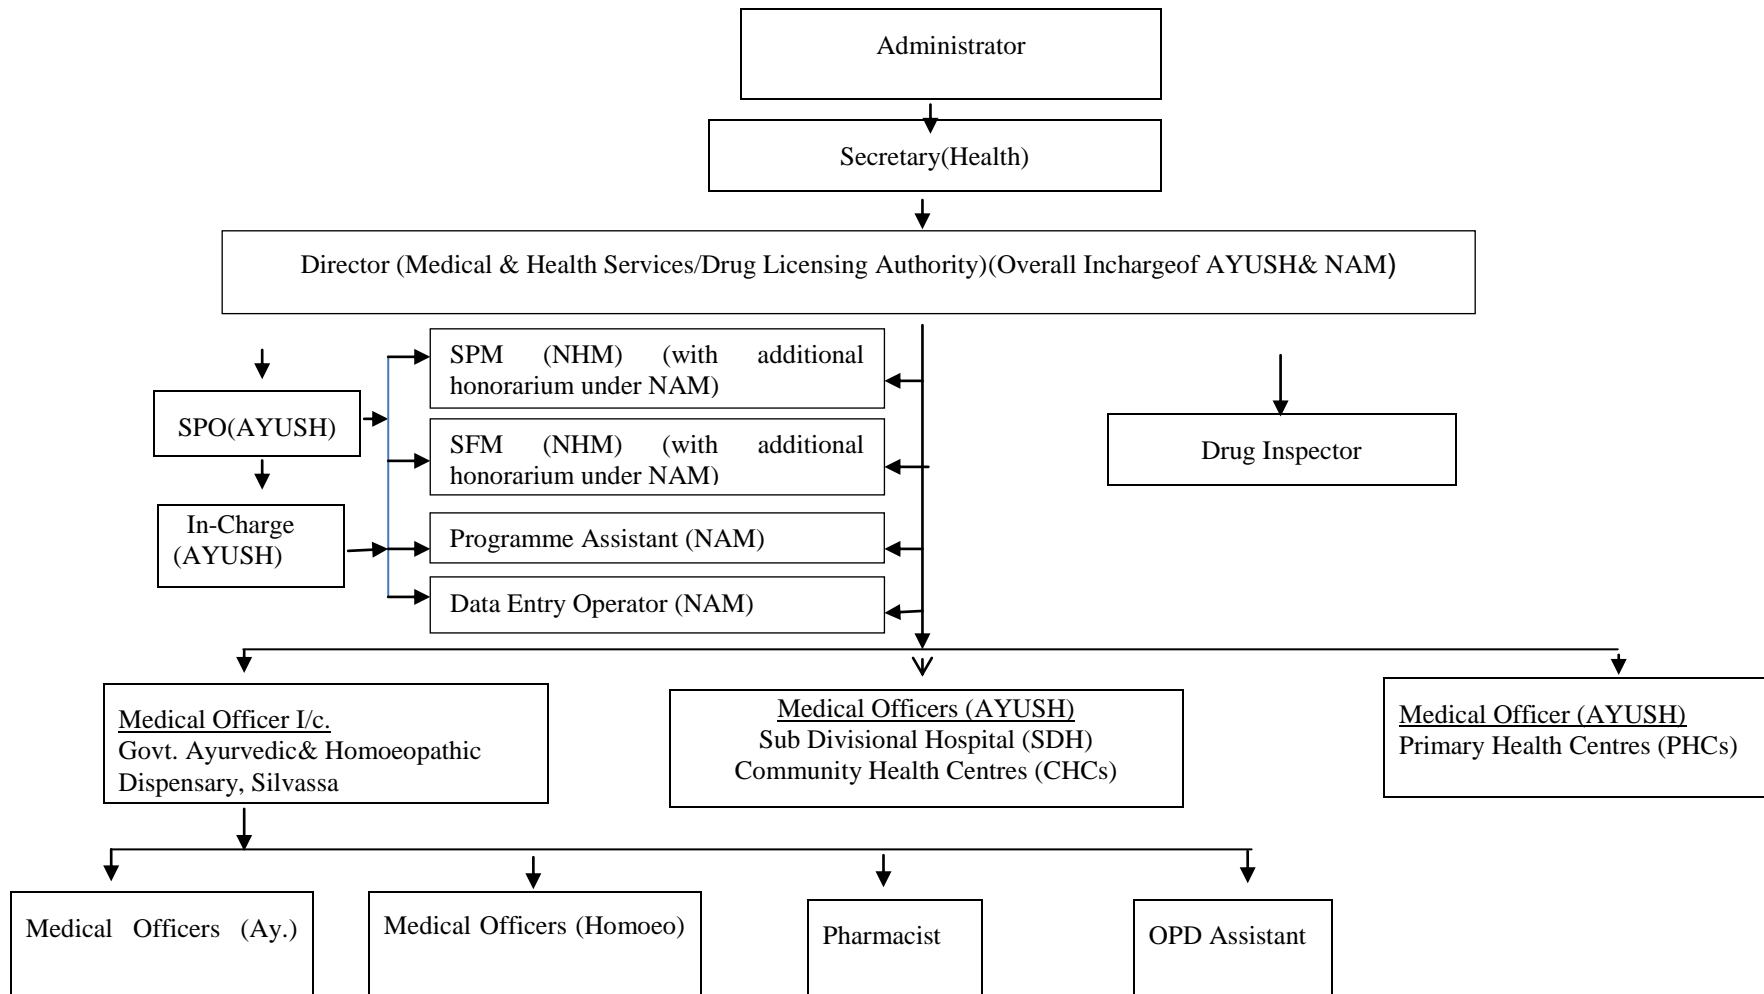 Administrator
Secretary(Health)
Director (Medical & Health Services/Drug Licensing Authority)(Overall Inchargeof AYUSH& NAM)
SPM (NHM) (with additional
honorarium under NAM)
SPO(AYUSH)
SFM (NHM) (with additional
honorarium under NAM)
Drug Inspector
In-Charge
(AYUSH)
Programme Assistant (NAM)
Data Entry Operator (NAM)
Medical Officer I/c.
Govt. Ayurvedic& Homoeopathic
Dispensary, Silvassa
Medical Officers (AYUSH)
Sub Divisional Hospital (SDH)
Community Health Centres (CHCs)
Medical Officer (AYUSH)
Primary Health Centres (PHCs)
Medical Officers (Ay.)
Medical Officers (Homoeo)
Pharmacist
OPD Assistant